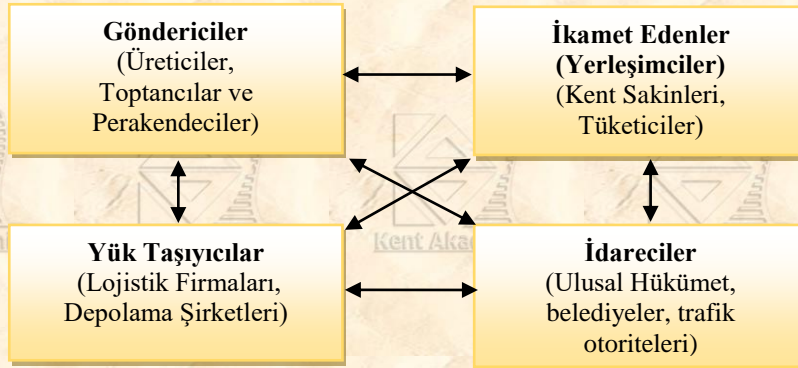 Göndericiler
(Üreticiler,
Toptancılar ve
Perakendeciler)
İkamet Edenler
(Yerleşimciler)
(Kent Sakinleri,
Tüketiciler)
Kent Aka
Yük Taşıyıcılar
(Lojistik Firmaları,
Depolama Şirketleri)
İdareciler
(Ulusal Hükümet,
belediyeler, trafik
otoriteleri)